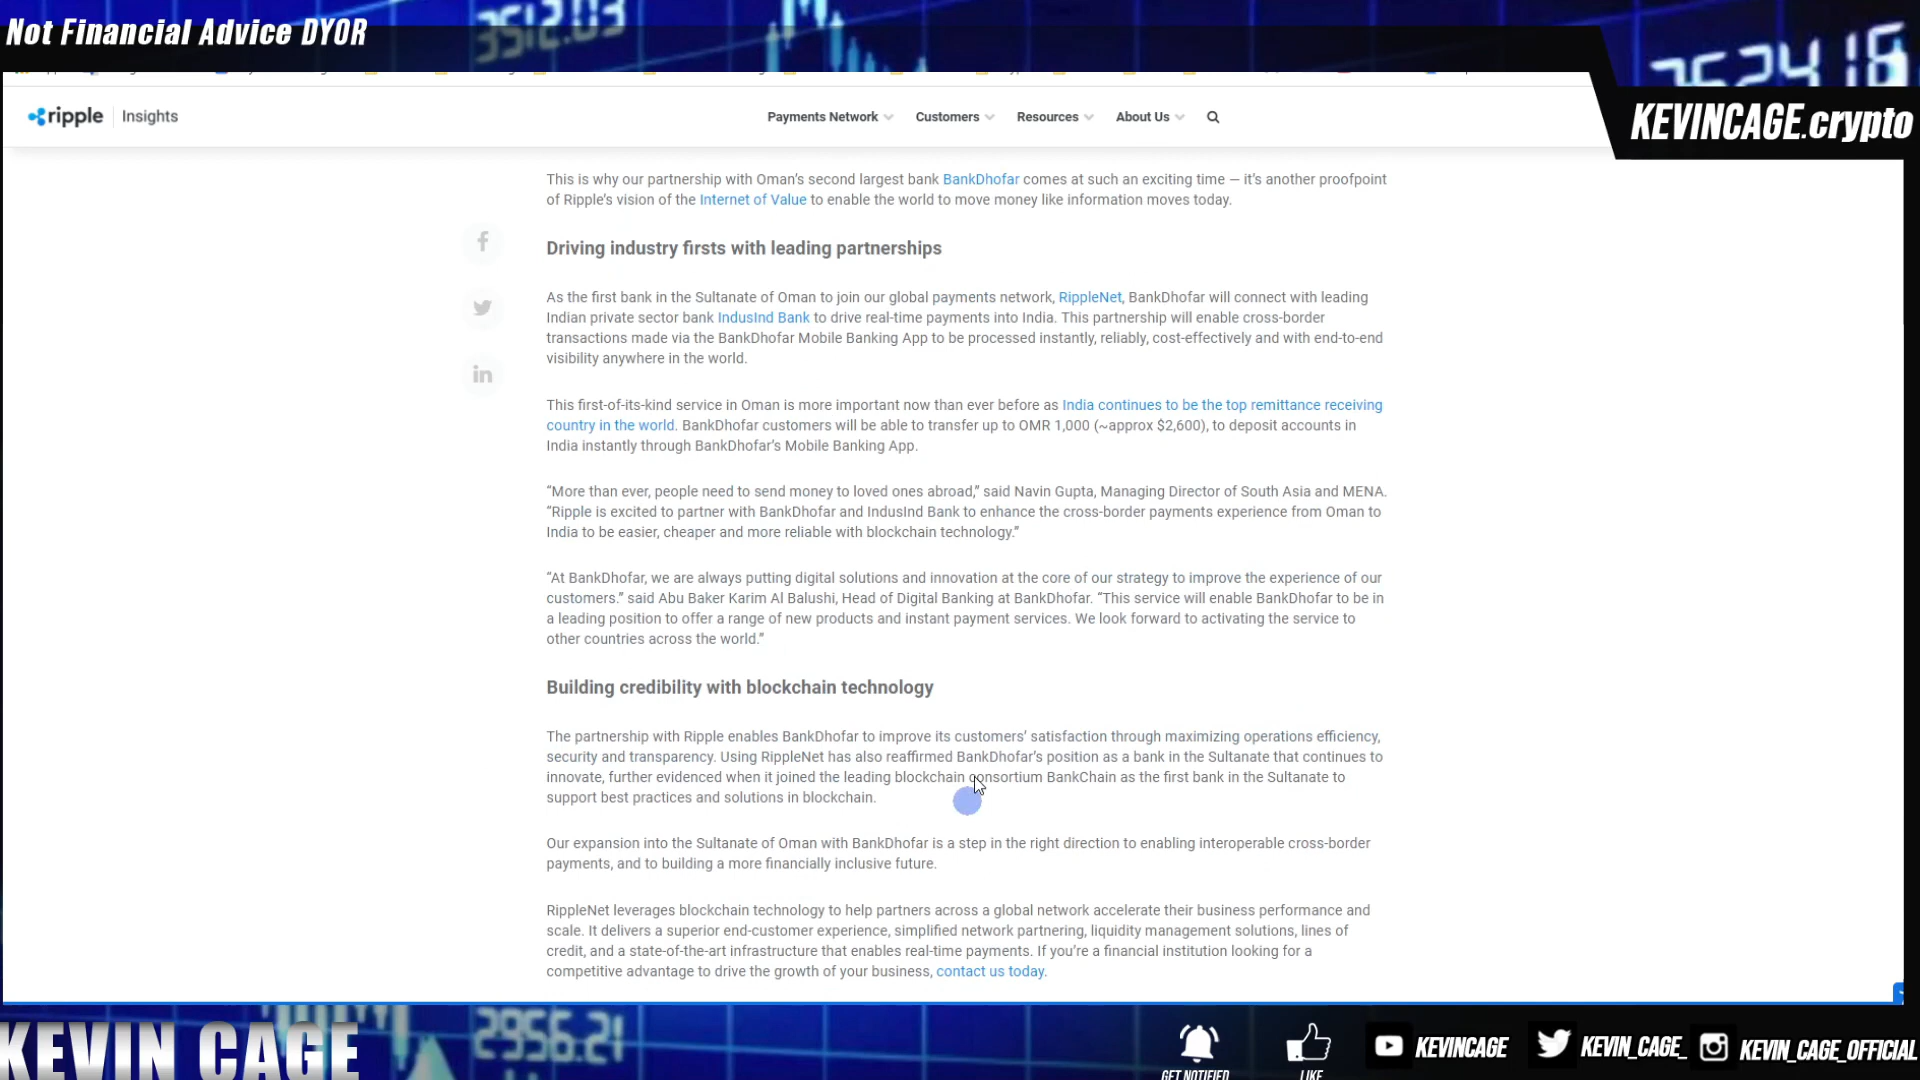 Not Financial Advice DYOR
3512.03
KEVINCAGE.crypto
ripple | Insights
Payments Network
Customers
Resources
About Us
This is why our partnership with Oman’s second largest bank BankDhofar comes at such an exciting time — it’s another proofpoint
of Ripple’s vision of the Internet of Value to enable the world to move money like information moves today.
Driving industry firsts with leading partnerships
As the first bank in the Sultanate of Oman to join our global payments network, RippleNet, BankDhofar will connect with leading
Indian private sector bank IndusInd Bank to drive real-time payments into India. This partnership will enable cross-border
transactions made via the BankDhofar Mobile Banking App to be processed instantly, reliably, cost-effectively and with end-to-end
visibility anywhere in the world.
This first-of-its-kind service in Oman is more important now than ever before as India continues to be the top remittance receiving
country in the world. BankDhofar customers will be able to transfer up to OMR 1,000 (~approx $2,600), to deposit accounts in
India instantly through BankDhofar’s Mobile Banking App.
“More than ever, people need to send money to loved ones abroad,” said Navin Gupta, Managing Director of South Asia and MENA.
“Ripple is excited to partner with BankDhofar and IndusInd Bank to enhance the cross-border payments experience from Oman to
India to be easier, cheaper and more reliable with blockchain technology.”
“At BankDhofar, we are always putting digital solutions and innovation at the core of our strategy to improve the experience of our
customers.” said Abu Baker Karim Al Balushi, Head of Digital Banking at BankDhofar. “This service will enable BankDhofar to be in
a leading position to offer a range of new products and instant payment services. We look forward to activating the service to
other countries across the world.”
Building credibility with blockchain technology
The partnership with Ripple enables BankDhofar to improve its customers’ satisfaction through maximizing operations efficiency,
security and transparency. Using RippleNet has also reaffirmed BankDhofar’s position as a bank in the Sultanate that continues to
innovate, further evidenced when it joined the leading blockchain consortium BankChain as the first bank in the Sultanate to
support best practices and solutions in blockchain.
Our expansion into the Sultanate of Oman with BankDhofar is a step in the right direction to enabling interoperable cross-border
payments, and to building a more financially inclusive future.
RippleNet leverages blockchain technology to help partners across a global network accelerate their business performance and
scale. It delivers a superior end-customer experience, simplified network partnering, liquidity management solutions, lines of
credit, and a state-of-the-art infrastructure that enables real-time payments. If you’re a financial institution looking for a
competitive advantage to drive the growth of your business, contact us today.
KEVIN CAGE
2956.21
GET NOTIFIED
LIKE
KEVINCAGE
KEVIN_CAGE_
KEVIN_CAGE_OFFICIAL